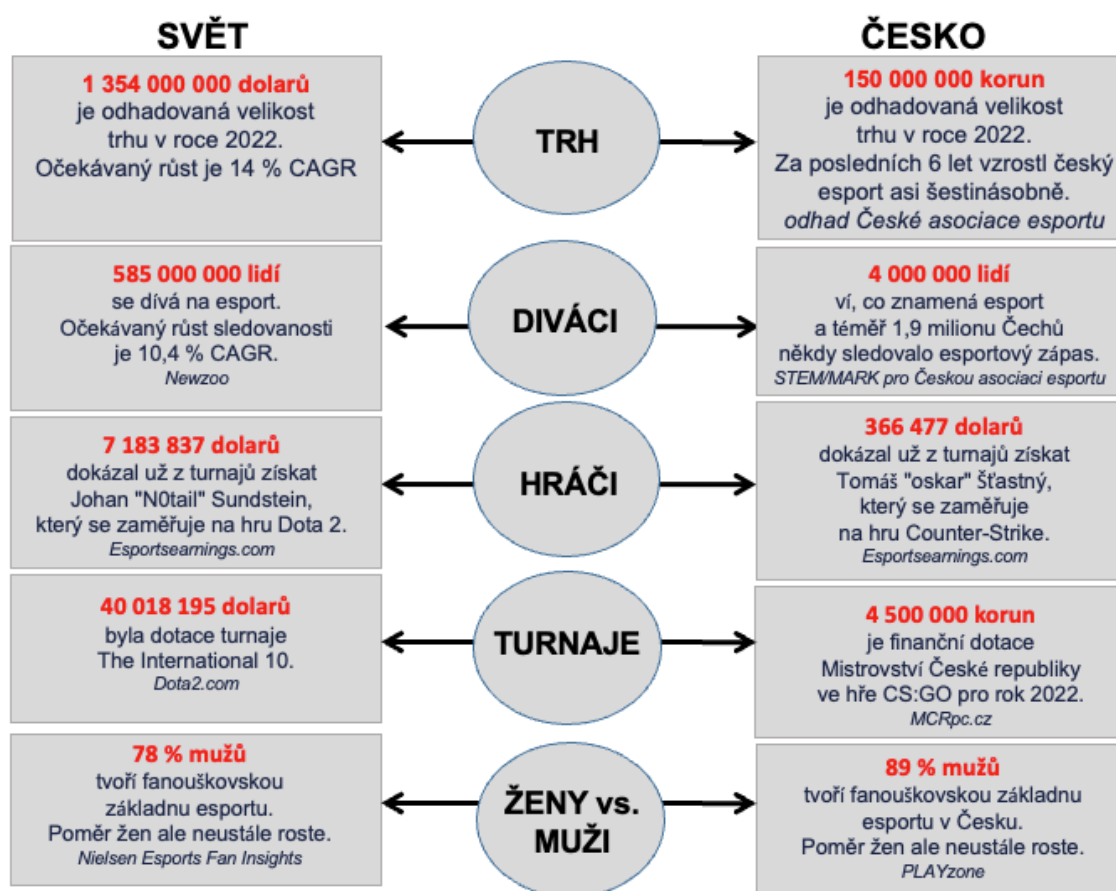 SVĚT
ČESKO
1 354 000 000 dolarů
je odhadovaná velikost
trhu v roce 2022.
Očekávaný růst je 14 % CAGR
TRH
150 000 000 korun
je odhadovaná velikost
trhu v roce 2022.
Za posledních 6 let vzrostl český
esport asi šestinásobně.
odhad České asociace esportu
585 000 000 lidí
se dívá na esport.
Očekávaný růst sledovanosti
je 10,4 % CAGR.
Newzoo
DIVÁCI
4 000 000 lidí
ví, co znamená esport
a téměř 1,9 milionu Čechů
někdy sledovalo esportový zápas.
STEM/MARK pro Českou asociaci esportu
7 183 837 dolarů
dokázal už z turnajů získat
Johan "N0tail" Sundstein,
který se zaměřuje na hru Dota 2.
Esportsearnings.com
HRÁČI
366 477 dolarů
dokázal už z turnajů získat
Tomáš "oskar" Šťastný,
který se zaměřuje
na hru Counter-Strike.
Esportsearnings.com
40 018 195 dolarů
byla dotace turnaje
The International 10.
Dota2.com
TURNAJE
4 500 000 korun
je finanční dotace
Mistrovství České republiky
ve hře CS:GO pro rok 2022.
MCRpc.cz
78 % mužů
tvoří fanouškovskou
základnu esportu.
Poměr žen ale neustále roste.
Nielsen Esports Fan Insights
ŽENY vs.
MUŽI
89 % mužů
tvoří fanouškovskou základnu
esportu v Česku.
Poměr žen ale neustále roste.
PLAYzone